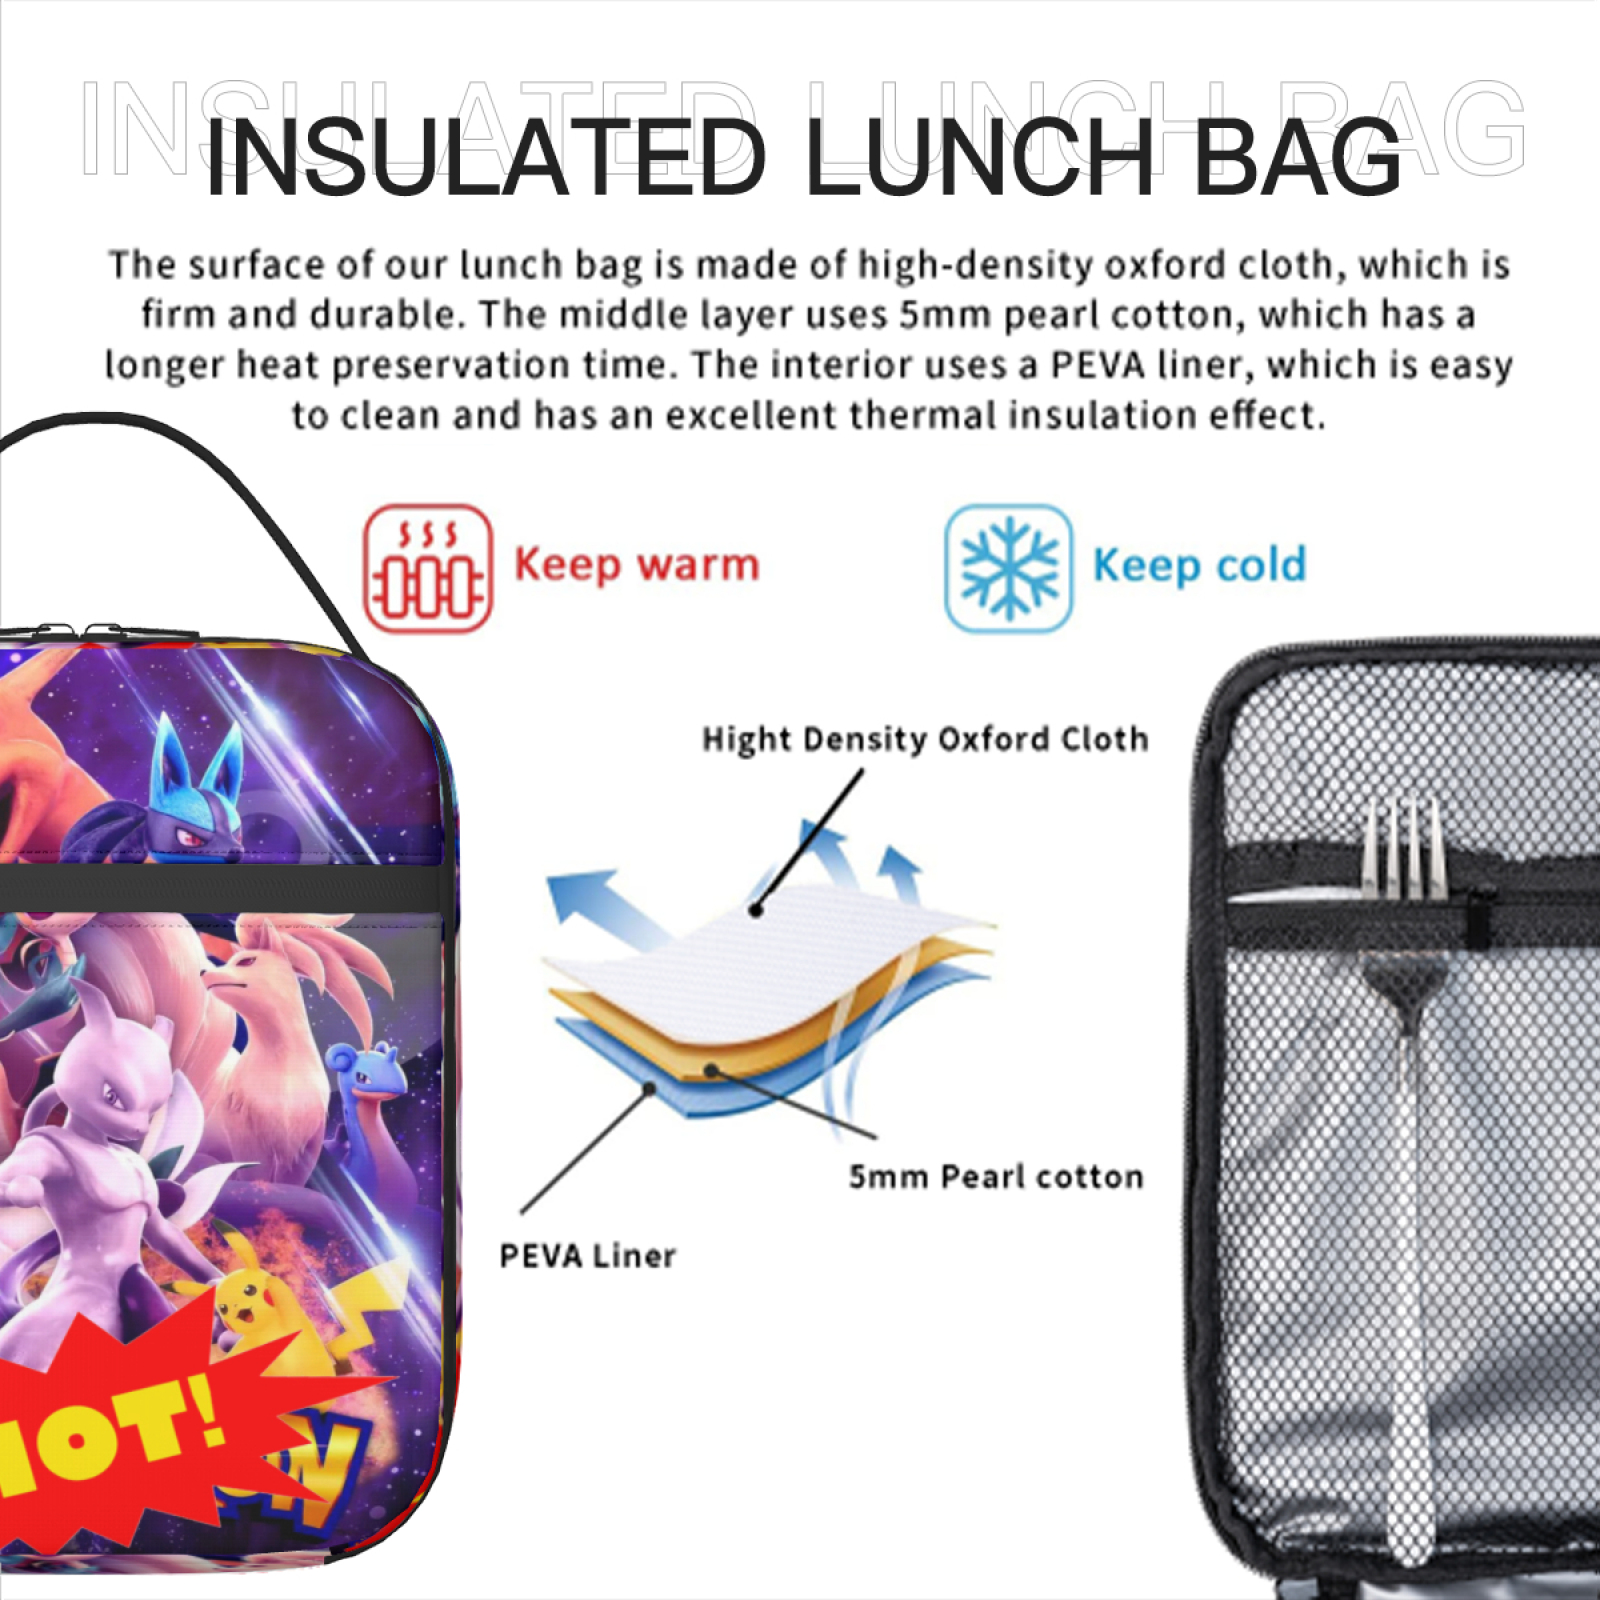 INSULATED LUNCH BAG
INSULATED LUNCH BAG
The surface of our lunch bag is made of high-density oxford cloth, which is
firm and durable. The middle layer uses 5mm pearl cotton, which has a
longer heat preservation time. The interior uses a PEVA liner, which is easy
to clean and has an excellent thermal insulation effect.
Keep warm
Keep cold
Hight Density Oxford Cloth
5mm Pearl cotton
PEVA Liner
HOT!